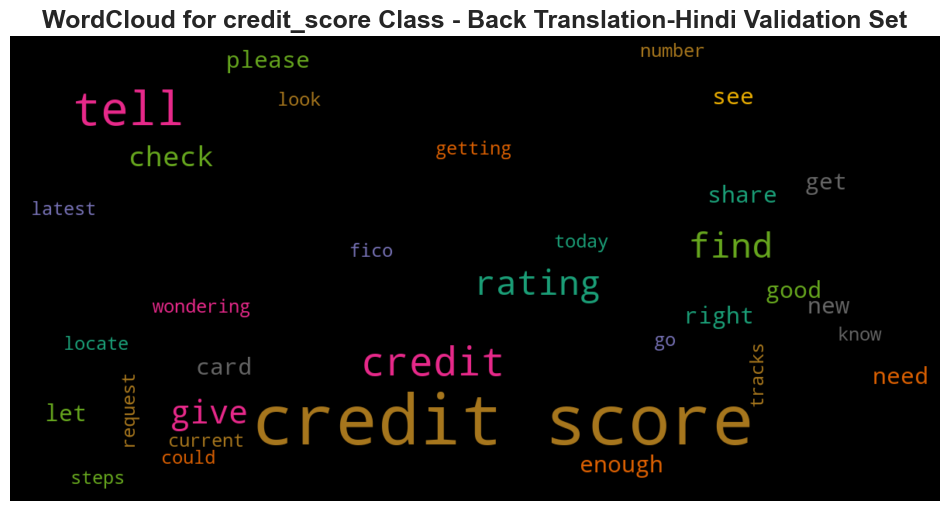 WordCloud for credit_score Class - Back Translation-Hindi Validation Set
number
please
look
see
tell
getting
check
get
share
latest
today
find
fico
rating
good
new
wondering
right
know
go
locate
credit
card
tracks
need
request
let
give
credit score
current
could
enough
steps